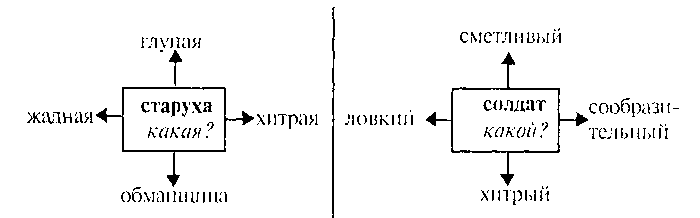 глупая
жадная
старуха
какая?
хитрая
обманщица
сметливый
ловкий
солдат
какой?
сообрази-
тельный
хитрый